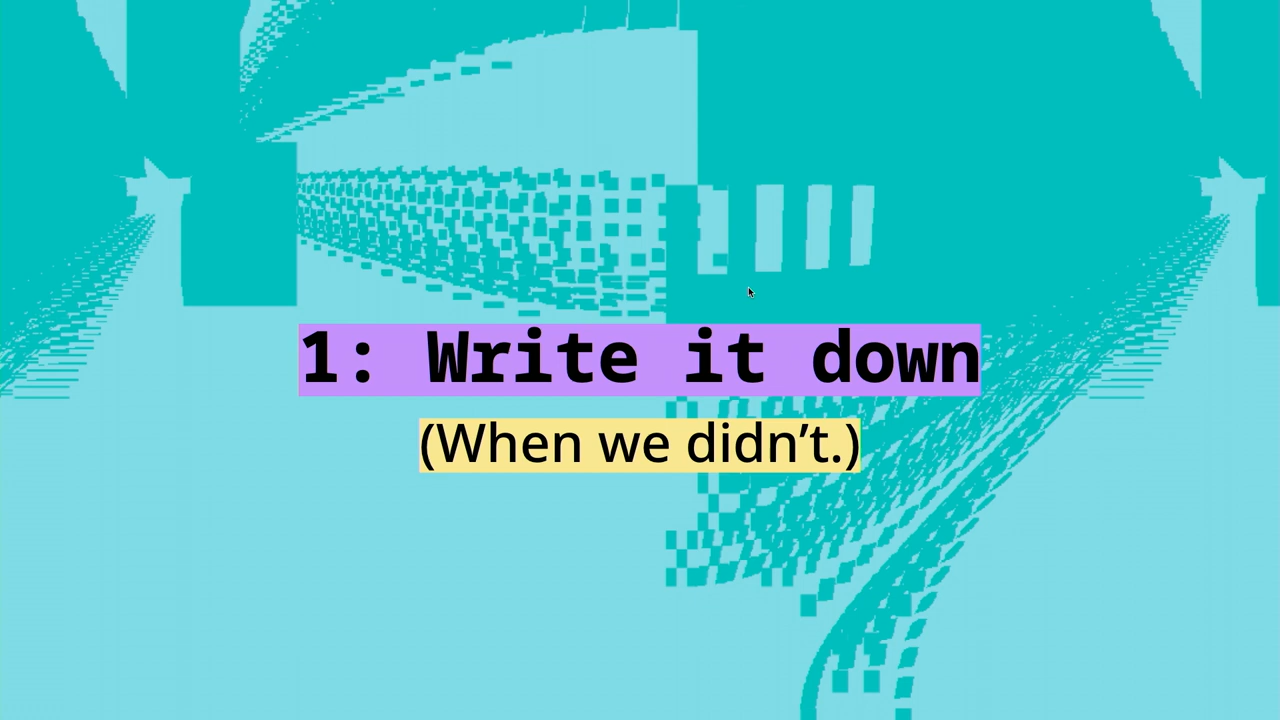 1: Write it down
(When we didn’t.)